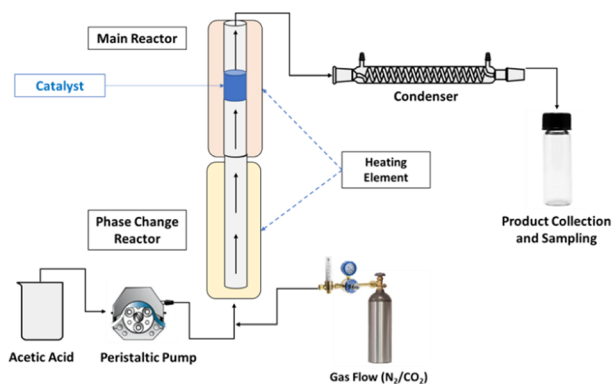 Main Reactor
Catalyst
Condenser
Heating
Element
Phase Change
Reactor
Product Collection
and Sampling
Acetic Acid
Peristaltic Pump
Gas Flow (N₂/CO₂)